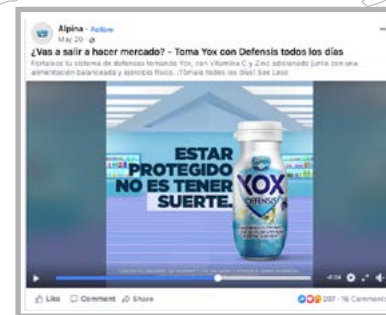 Alpina · Follow
May 20 ·
¿Vas a salir a hacer mercado? - Toma Yox con Defensis todos los días
Fortalece tu sistema de defensas tomando Yox, con Vitamina C y Zinc adicionado junto con una
alimentación balanceada y ejercicio físico. ¡Tómalo todos los días! See Less
ESTAR
PROTEGIDO
NO ES TENER
SUERTE.
YOX
DEFENSIS
Like Comment Share
207 · 16 Comments